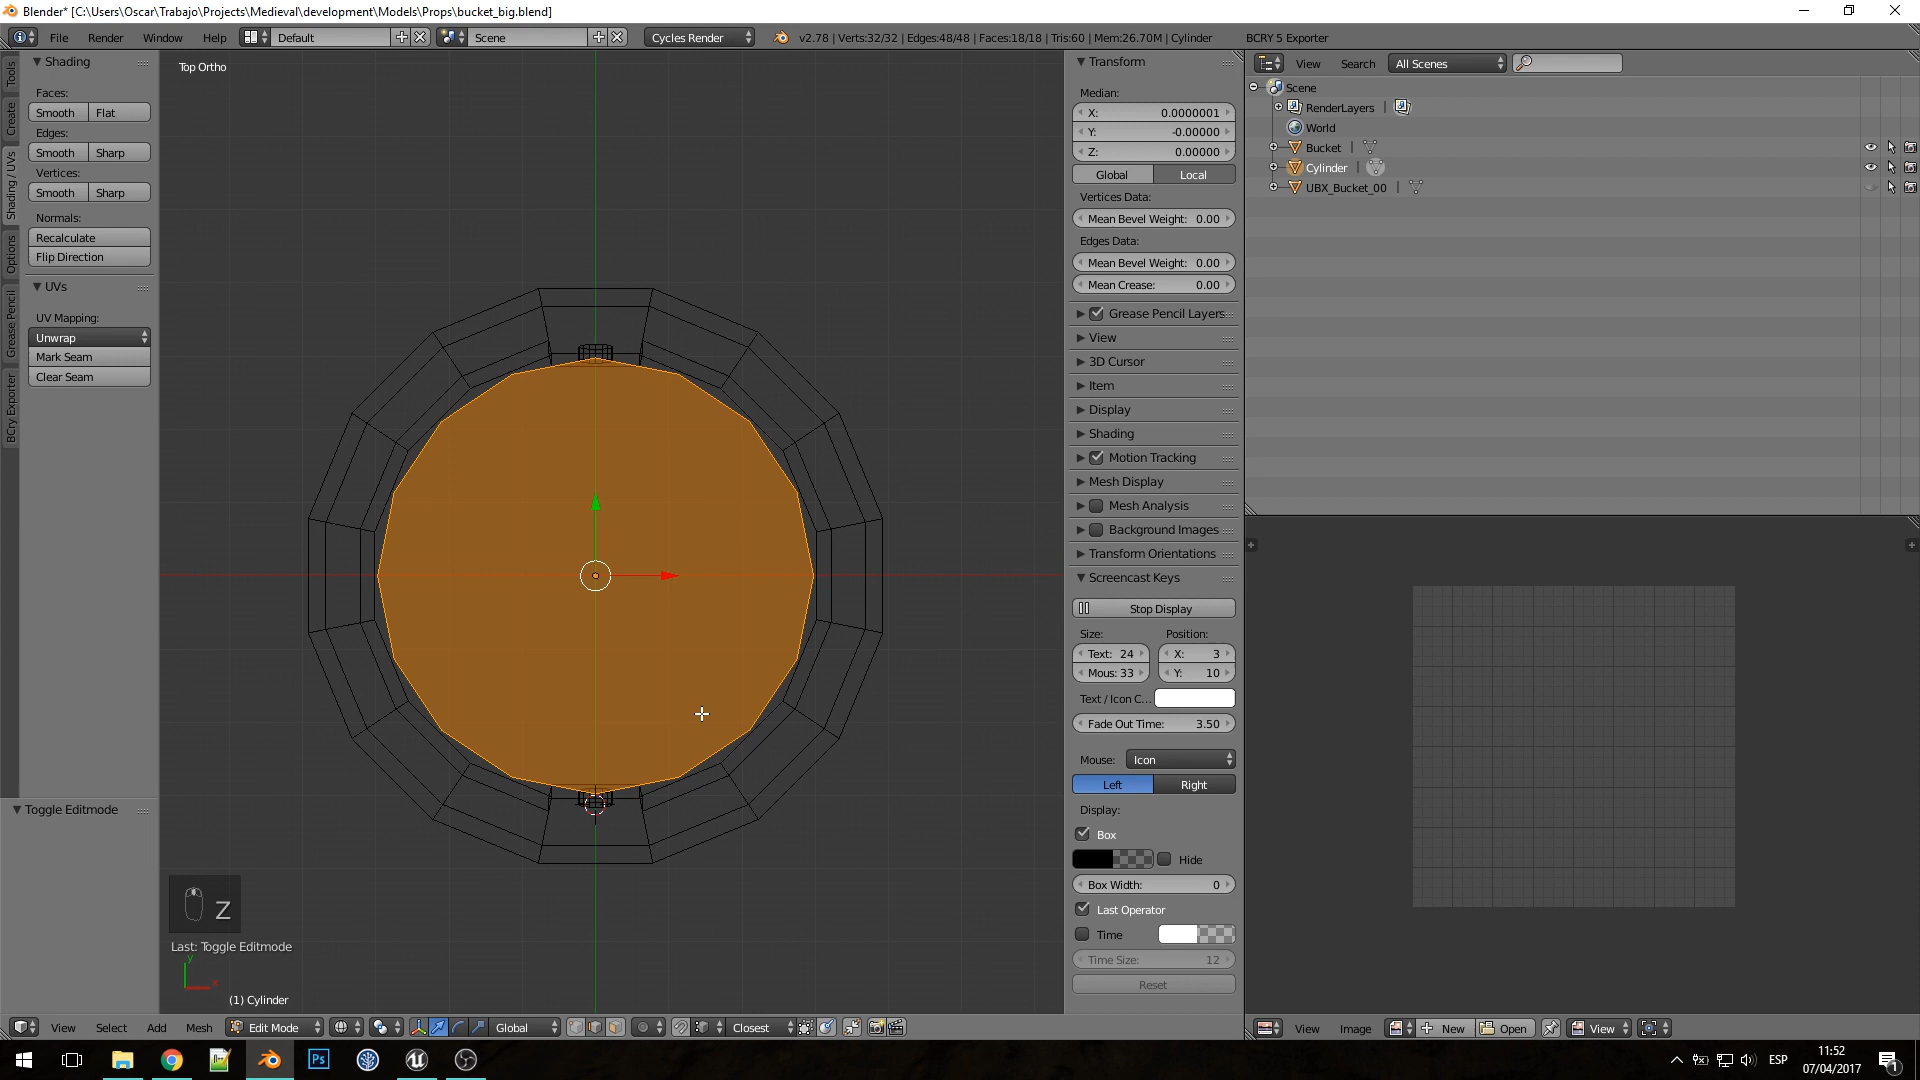 Blender* [C:\Users\Oscar\Trabajo\Projects\Medieval\development\Models\Props\bucket_big.blend]
File Render Window Help Default Scene Cycles Render v2.78 | Verts:32/32 | Edges:48/48 | Faces:18/18 | Tris:60 | Mem:26.70M | Cylinder BCRY 5 Exporter
Tools
Create
Shading / UVs
Options
Grease Pencil
BCry Exporter
Shading
Faces:
Smooth Flat
Edges:
Smooth Sharp
Vertices:
Smooth Sharp
Normals:
Recalculate
Flip Direction
UVs
UV Mapping:
Unwrap
Mark Seam
Clear Seam
Toggle Editmode
Top Ortho
Z
Last: Toggle Editmode
y
x
(1) Cylinder
Transform
Median:
X: 0.0000001
Y: -0.00000
Z: 0.00000
Global Local
Vertices Data:
Mean Bevel Weight: 0.00
Edges Data:
Mean Bevel Weight: 0.00
Mean Crease: 0.00
Grease Pencil Layers
View
3D Cursor
Item
Display
Shading
Motion Tracking
Mesh Display
Mesh Analysis
Background Images
Transform Orientations
Screencast Keys
Stop Display
Size: Position:
Text: 24 X: 3
Mous: 33 Y: 10
Text / Icon C...
Fade Out Time: 3.50
Mouse: Icon
Left Right
Display:
Box
Hide
Box Width: 0
Last Operator
Time
Time Size: 12
Reset
View Search All Scenes
Scene
RenderLayers |
World
Bucket |
Cylinder |
UBX_Bucket_00 |
View Select Add Mesh Edit Mode Global Closest
View Image New Open View
Ps
ESP
11:52
07/04/2017
1